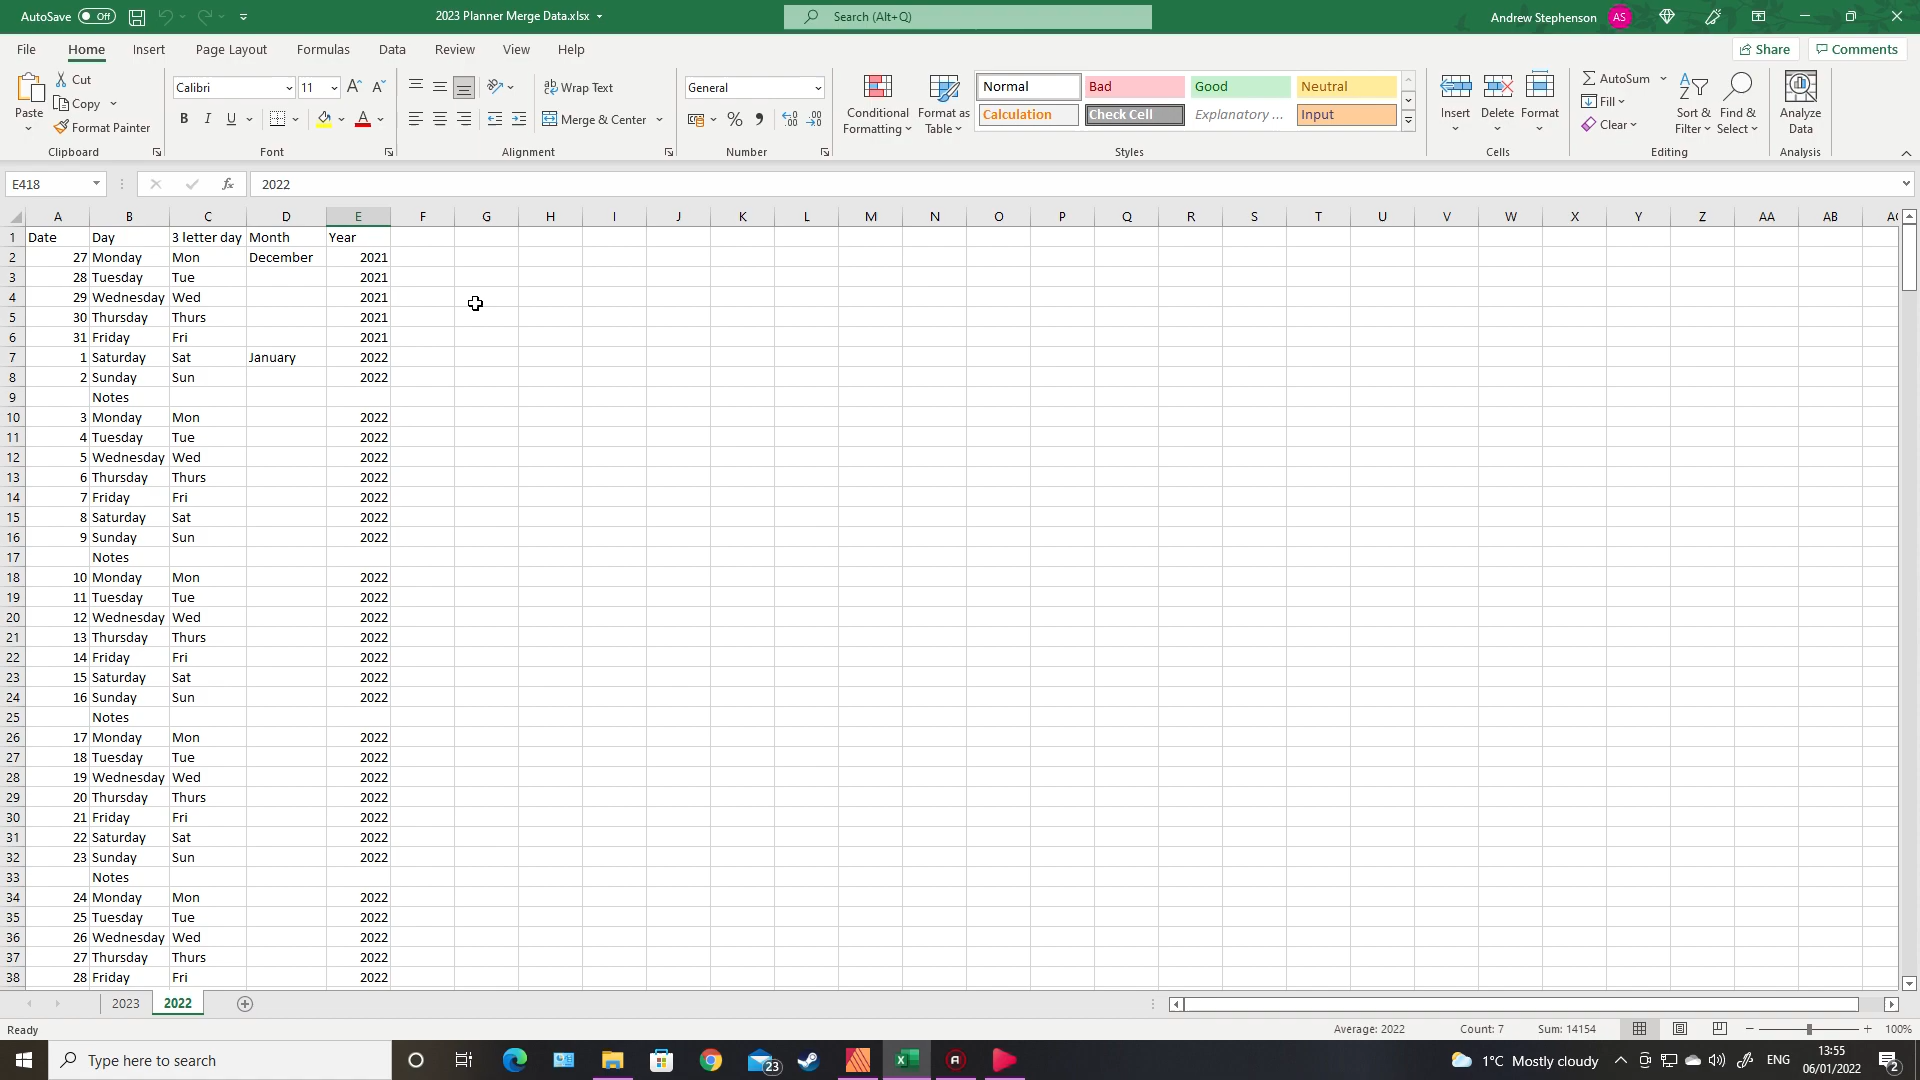 AutoSave Off 2023 Planner Merge Data.xlsx Search (Alt+Q) Andrew Stephenson AS
File Home Insert Page Layout Formulas Data Review View Help Share Comments
Paste Cut Copy Format Painter Clipboard
Calibri 11 B I U Font
Wrap Text Merge & Center Alignment
General % Number
Conditional Formatting Format as Table
Normal Bad Good Neutral
Calculation Check Cell Explanatory ... Input
Styles
Insert Delete Format Cells
AutoSum Fill Clear Sort & Filter Find & Select Editing
Analyze Data Analysis
E418 fx 2022
A B C D E F G H I J K L M N O P Q R S T U V W X Y Z AA AB
1 Date Day 3 letter day Month Year
2 27 Monday Mon December 2021
3 28 Tuesday Tue 2021
4 29 Wednesday Wed 2021
5 30 Thursday Thurs 2021
6 31 Friday Fri 2021
7 1 Saturday Sat January 2022
8 2 Sunday Sun 2022
9 Notes
10 3 Monday Mon 2022
11 4 Tuesday Tue 2022
12 5 Wednesday Wed 2022
13 6 Thursday Thurs 2022
14 7 Friday Fri 2022
15 8 Saturday Sat 2022
16 9 Sunday Sun 2022
17 Notes
18 10 Monday Mon 2022
19 11 Tuesday Tue 2022
20 12 Wednesday Wed 2022
21 13 Thursday Thurs 2022
22 14 Friday Fri 2022
23 15 Saturday Sat 2022
24 16 Sunday Sun 2022
25 Notes
26 17 Monday Mon 2022
27 18 Tuesday Tue 2022
28 19 Wednesday Wed 2022
29 20 Thursday Thurs 2022
30 21 Friday Fri 2022
31 22 Saturday Sat 2022
32 23 Sunday Sun 2022
33 Notes
34 24 Monday Mon 2022
35 25 Tuesday Tue 2022
36 26 Wednesday Wed 2022
37 27 Thursday Thurs 2022
38 28 Friday Fri 2022
2023 2022
Ready Average: 2022 Count: 7 Sum: 14154 100%
Type here to search 23 1°C Mostly cloudy ENG 13:55 2
06/01/2022